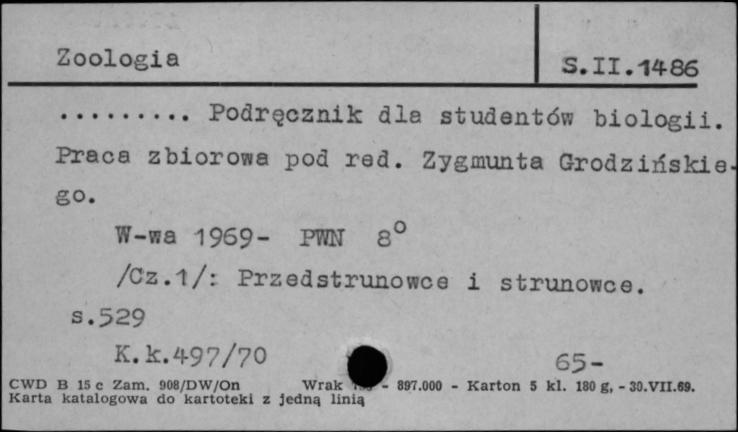 Zoologia
S.II.1486
......... Podręcznik dla studentów biologii.
Praca zbiorowa pod red. Zygmunta Grodzińskie-
go.
W-wa 1969- PWN 8°
/Cz.1/: Przedstrunowce i strunowce.
s.529
K.k.497/70 65-
CWD B 15 c Zam. 908/DW/On Wrak - 897.000 - Karton 5 kl. 180 g, - 30.VII.69.
Karta katalogowa do kartoteki z jedną linią